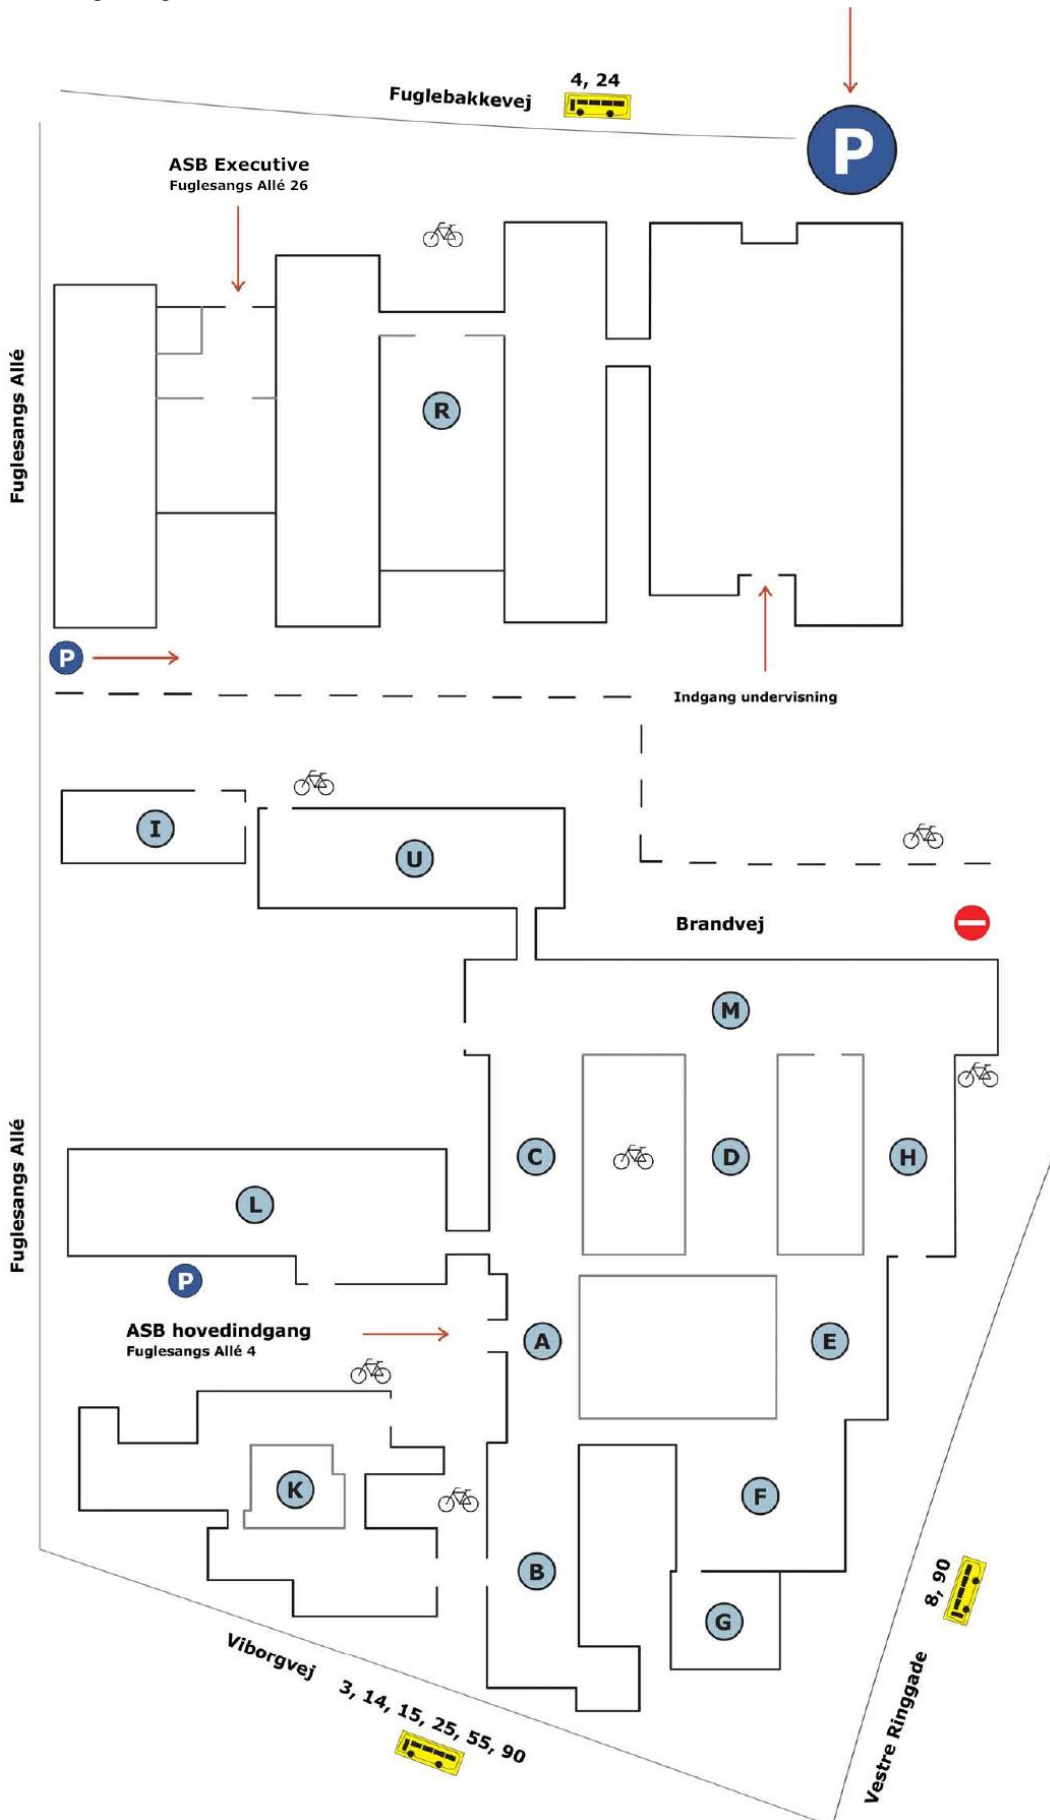 4, 24
Fuglebakkevej
P
ASB Executive
Fuglesangs Allé 26
Fuglesangs Allé
R
P
Indgang undervisning
I
U
Brandvej
M
Fuglesangs Allé
C
D
H
L
P
ASB hovedindgang
Fuglesangs Allé 4
A
E
K
F
B
G
8, 90
Viborgvej
3, 14, 15, 25, 55, 90
Vestre Ringgade